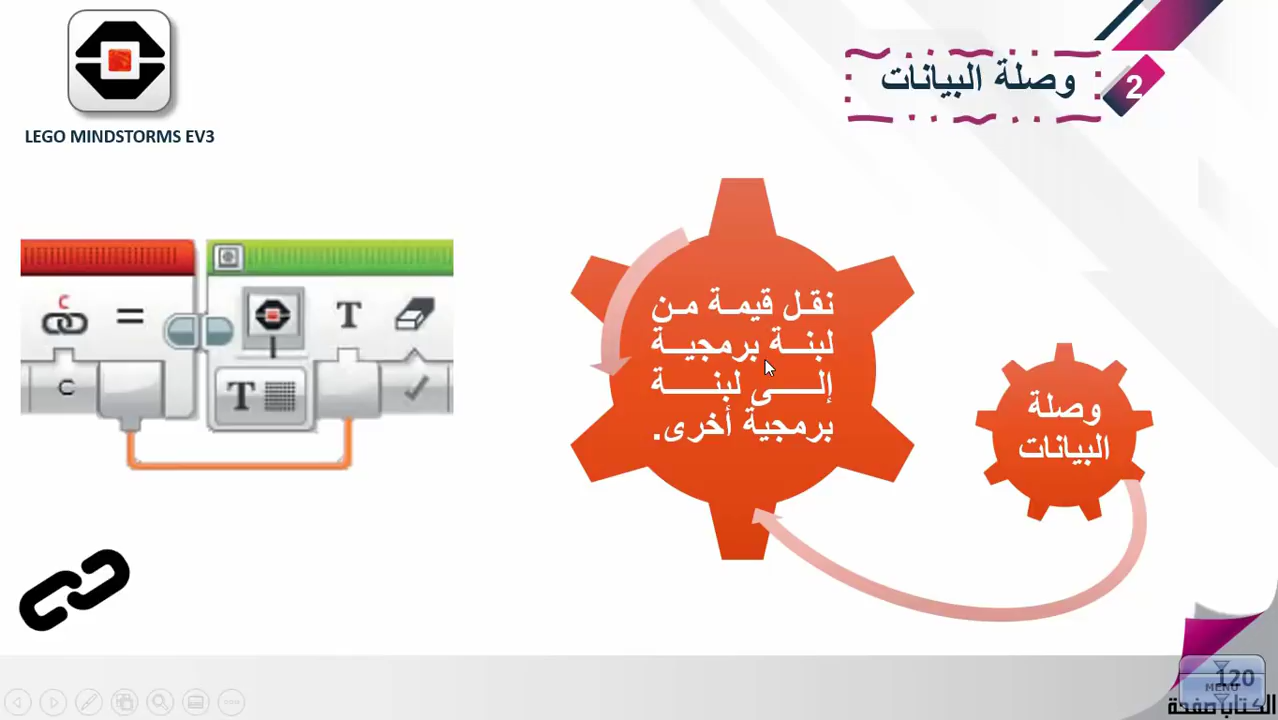 2
وصلة البيانات
LEGO MINDSTORMS EV3
نقل قيمة من
لبنة برمجية
إلى لبنة
برمجية أخرى.
وصلة
البيانات
C
=
T
C
T
120
MENU
الكتاب صفحة